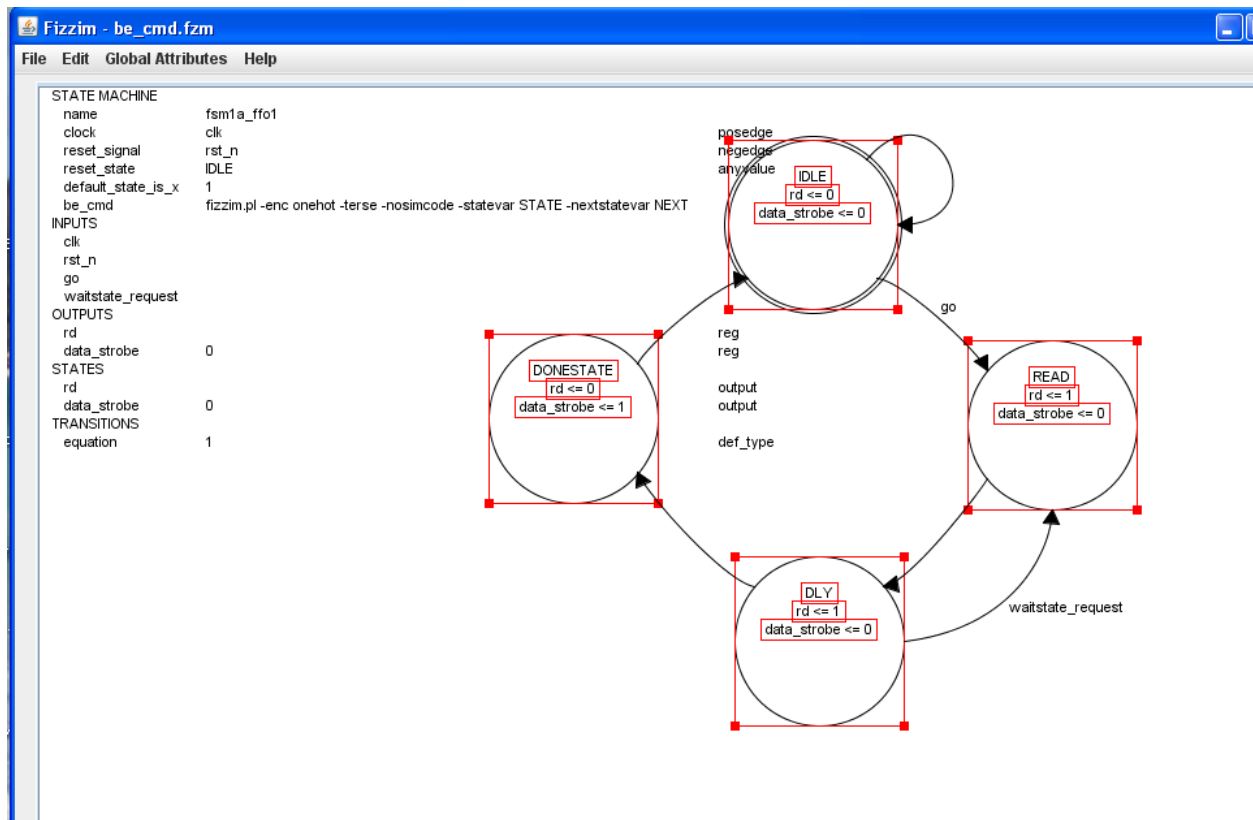 Fizzim - be_cmd.fzm
File Edit Global Attributes Help
STATE MACHINE
name fsm1a_ffo1
clock clk posedge
reset_signal rst_n negedge
reset_state IDLE anyvalue
default_state_is_x 1
be_cmd fizzim.pl -enc onehot -terse -nosimcode -statevar STATE -nextstatevar NEXT
INPUTS
clk
rst_n
go
waitstate_request
OUTPUTS
rd reg
data_strobe 0 reg
STATES
rd output
data_strobe 0 output
TRANSITIONS
equation 1 def_type
IDLE
rd <= 0
data_strobe <= 0
go
DONESTATE
rd <= 0
data_strobe <= 1
READ
rd <= 1
data_strobe <= 0
DLY
rd <= 1
data_strobe <= 0
waitstate_request